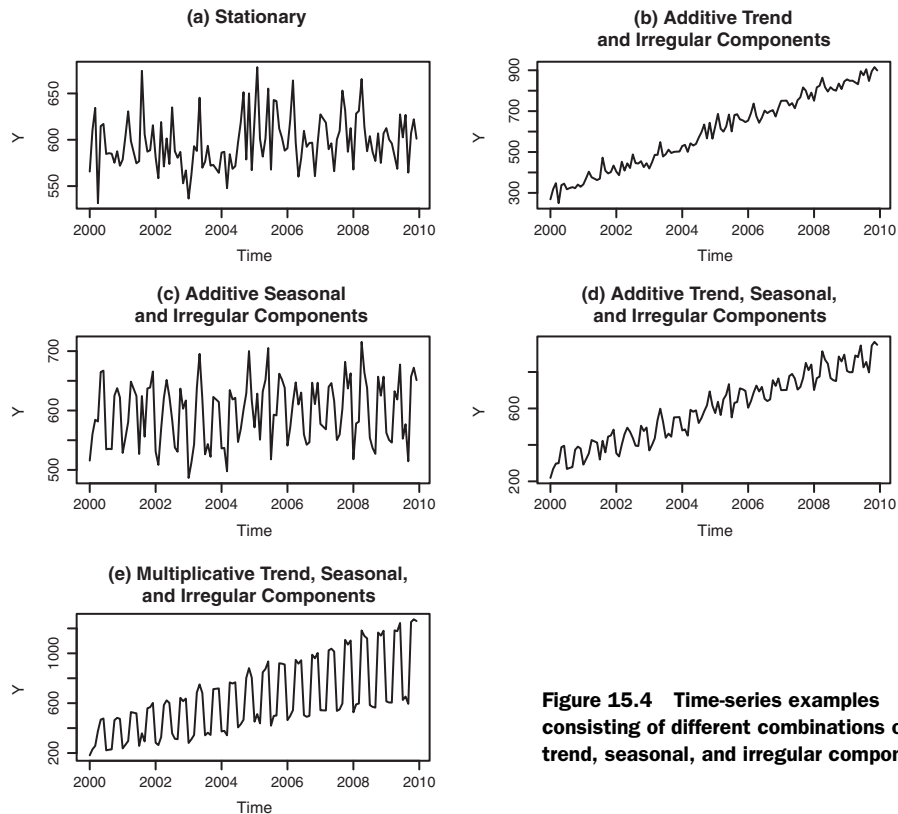 (a) Stationary
Y
550 600 650
2000 2002 2004 2006 2008 2010
Time
(b) Additive Trend
and Irregular Components
Y
300 500 700 900
2000 2002 2004 2006 2008 2010
Time
(c) Additive Seasonal
and Irregular Components
Y
500 600 700
2000 2002 2004 2006 2008 2010
Time
(d) Additive Trend, Seasonal,
and Irregular Components
Y
200 600
2000 2002 2004 2006 2008 2010
Time
(e) Multiplicative Trend, Seasonal,
and Irregular Components
Y
200 600 1000
2000 2002 2004 2006 2008 2010
Time
Figure 15.4 Time-series examples
consisting of different combinations
trend, seasonal, and irregular